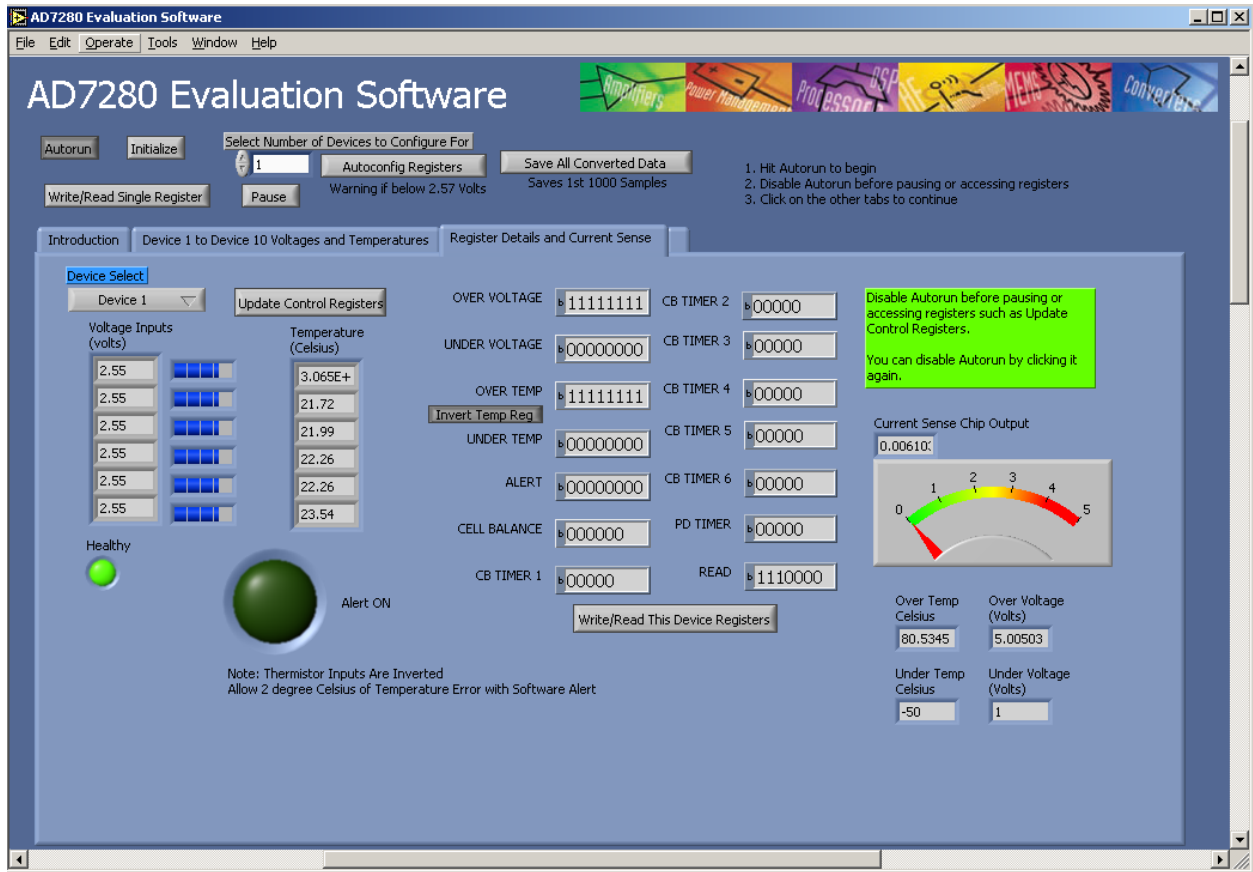 AD7280 Evaluation Software
File Edit Operate Tools Window Help
AD7280 Evaluation Software
Amplifiers Power Management Processors DSP MEMS Converters
Autorun
Initialize
Select Number of Devices to Configure For
1
Autoconfig Registers
Warning if below 2.57 Volts
Save All Converted Data
Saves 1st 1000 Samples
Write/Read Single Register
Pause
1. Hit Autorun to begin
2. Disable Autorun before pausing or accessing registers
3. Click on the other tabs to continue
Introduction
Device 1 to Device 10 Voltages and Temperatures
Register Details and Current Sense
Device Select
Device 1
Update Control Registers
Voltage Inputs
(volts)
2.55
2.55
2.55
2.55
2.55
2.55
Temperature
(Celsius)
3.065E+
21.72
21.99
22.26
22.26
23.54
Healthy
Alert ON
Note: Thermistor Inputs Are Inverted
Allow 2 degree Celsius of Temperature Error with Software Alert
OVER VOLTAGE b 11111111
UNDER VOLTAGE b 00000000
OVER TEMP b 11111111
Invert Temp Reg
UNDER TEMP b 00000000
ALERT b 00000000
CELL BALANCE b 000000
CB TIMER 1 b 00000
CB TIMER 2 b 00000
CB TIMER 3 b 00000
CB TIMER 4 b 00000
CB TIMER 5 b 00000
CB TIMER 6 b 00000
PD TIMER b 00000
READ b 1110000
Write/Read This Device Registers
Disable Autorun before pausing or
accessing registers such as Update
Control Registers.
You can disable Autorun by clicking it
again.
Current Sense Chip Output
0.00610
0 1 2 3 4 5
Over Temp
Celsius
80.5345
Over Voltage
(Volts)
5.00503
Under Temp
Celsius
-50
Under Voltage
(Volts)
1